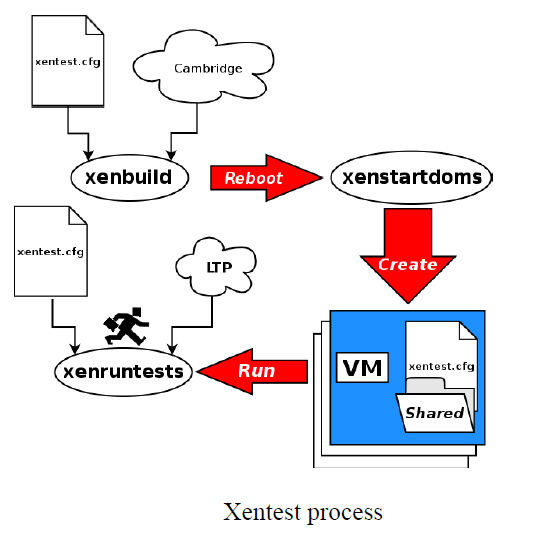 xentest.cfg
Cambridge
xenbuild
Reboot
xenstartdoms
xentest.cfg
LTP
Create
xenruntests
Run
VM
xentest.cfg
Shared
Xentest process